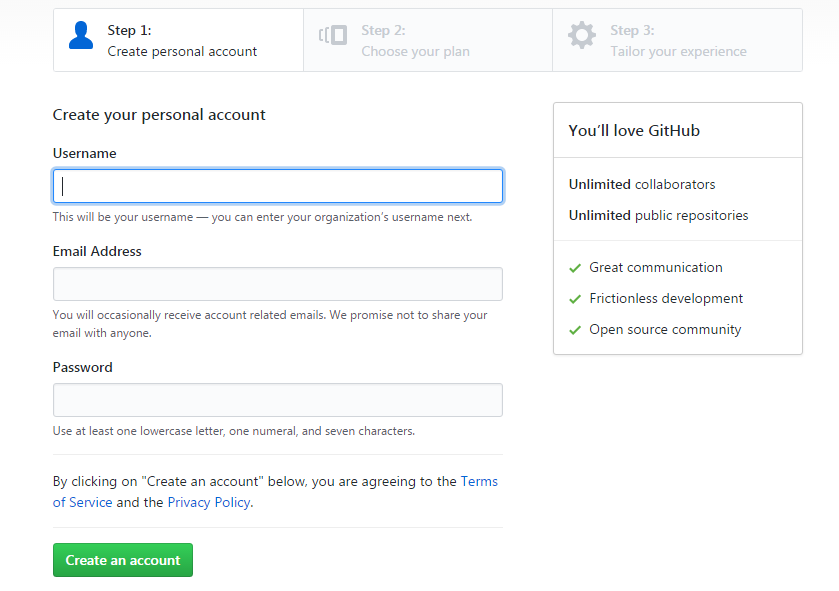 Step 1:
Create personal account
Step 2:
Choose your plan
Step 3:
Tailor your experience
Create your personal account
Username
This will be your username — you can enter your organization's username next.
Email Address
You will occasionally receive account related emails. We promise not to share your
email with anyone.
Password
Use at least one lowercase letter, one numeral, and seven characters.
By clicking on "Create an account" below, you are agreeing to the Terms
of Service and the Privacy Policy.
Create an account
You'll love GitHub
Unlimited collaborators
Unlimited public repositories
Great communication
Frictionless development
Open source community